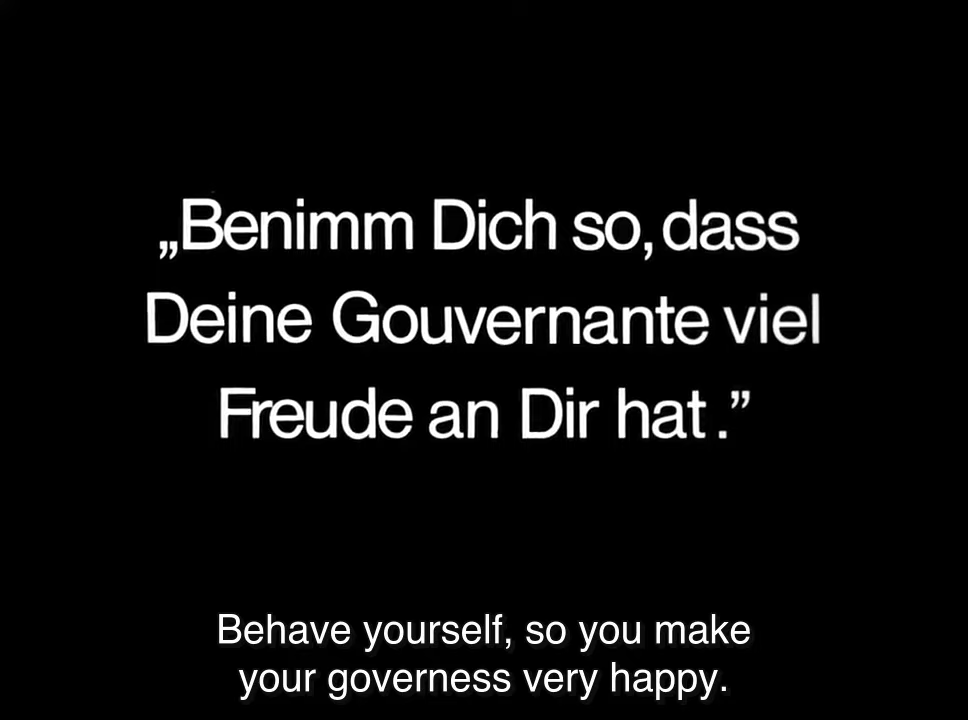 „Benimm Dich so, dass
Deine Gouvernante viel
Freude an Dir hat.”
Behave yourself, so you make
your governess very happy.